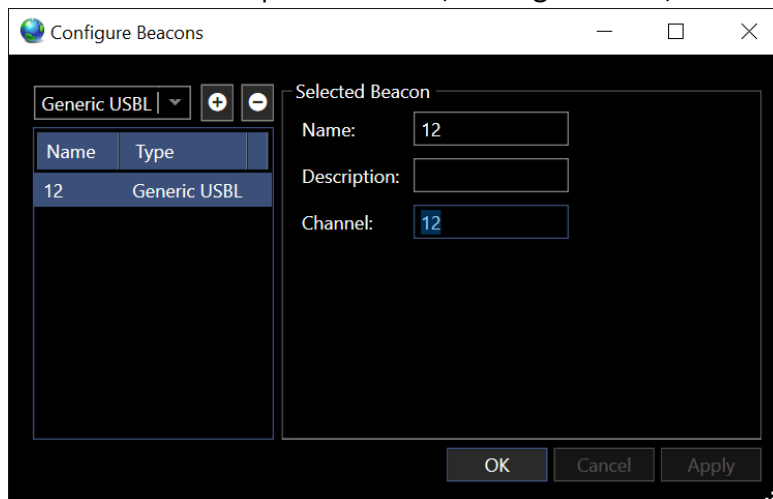 Configure Beacons
Generic USBL
Selected Beacon
Name: 12
Name Type
Description:
12 Generic USBL
Channel: 12
OK Cancel Apply